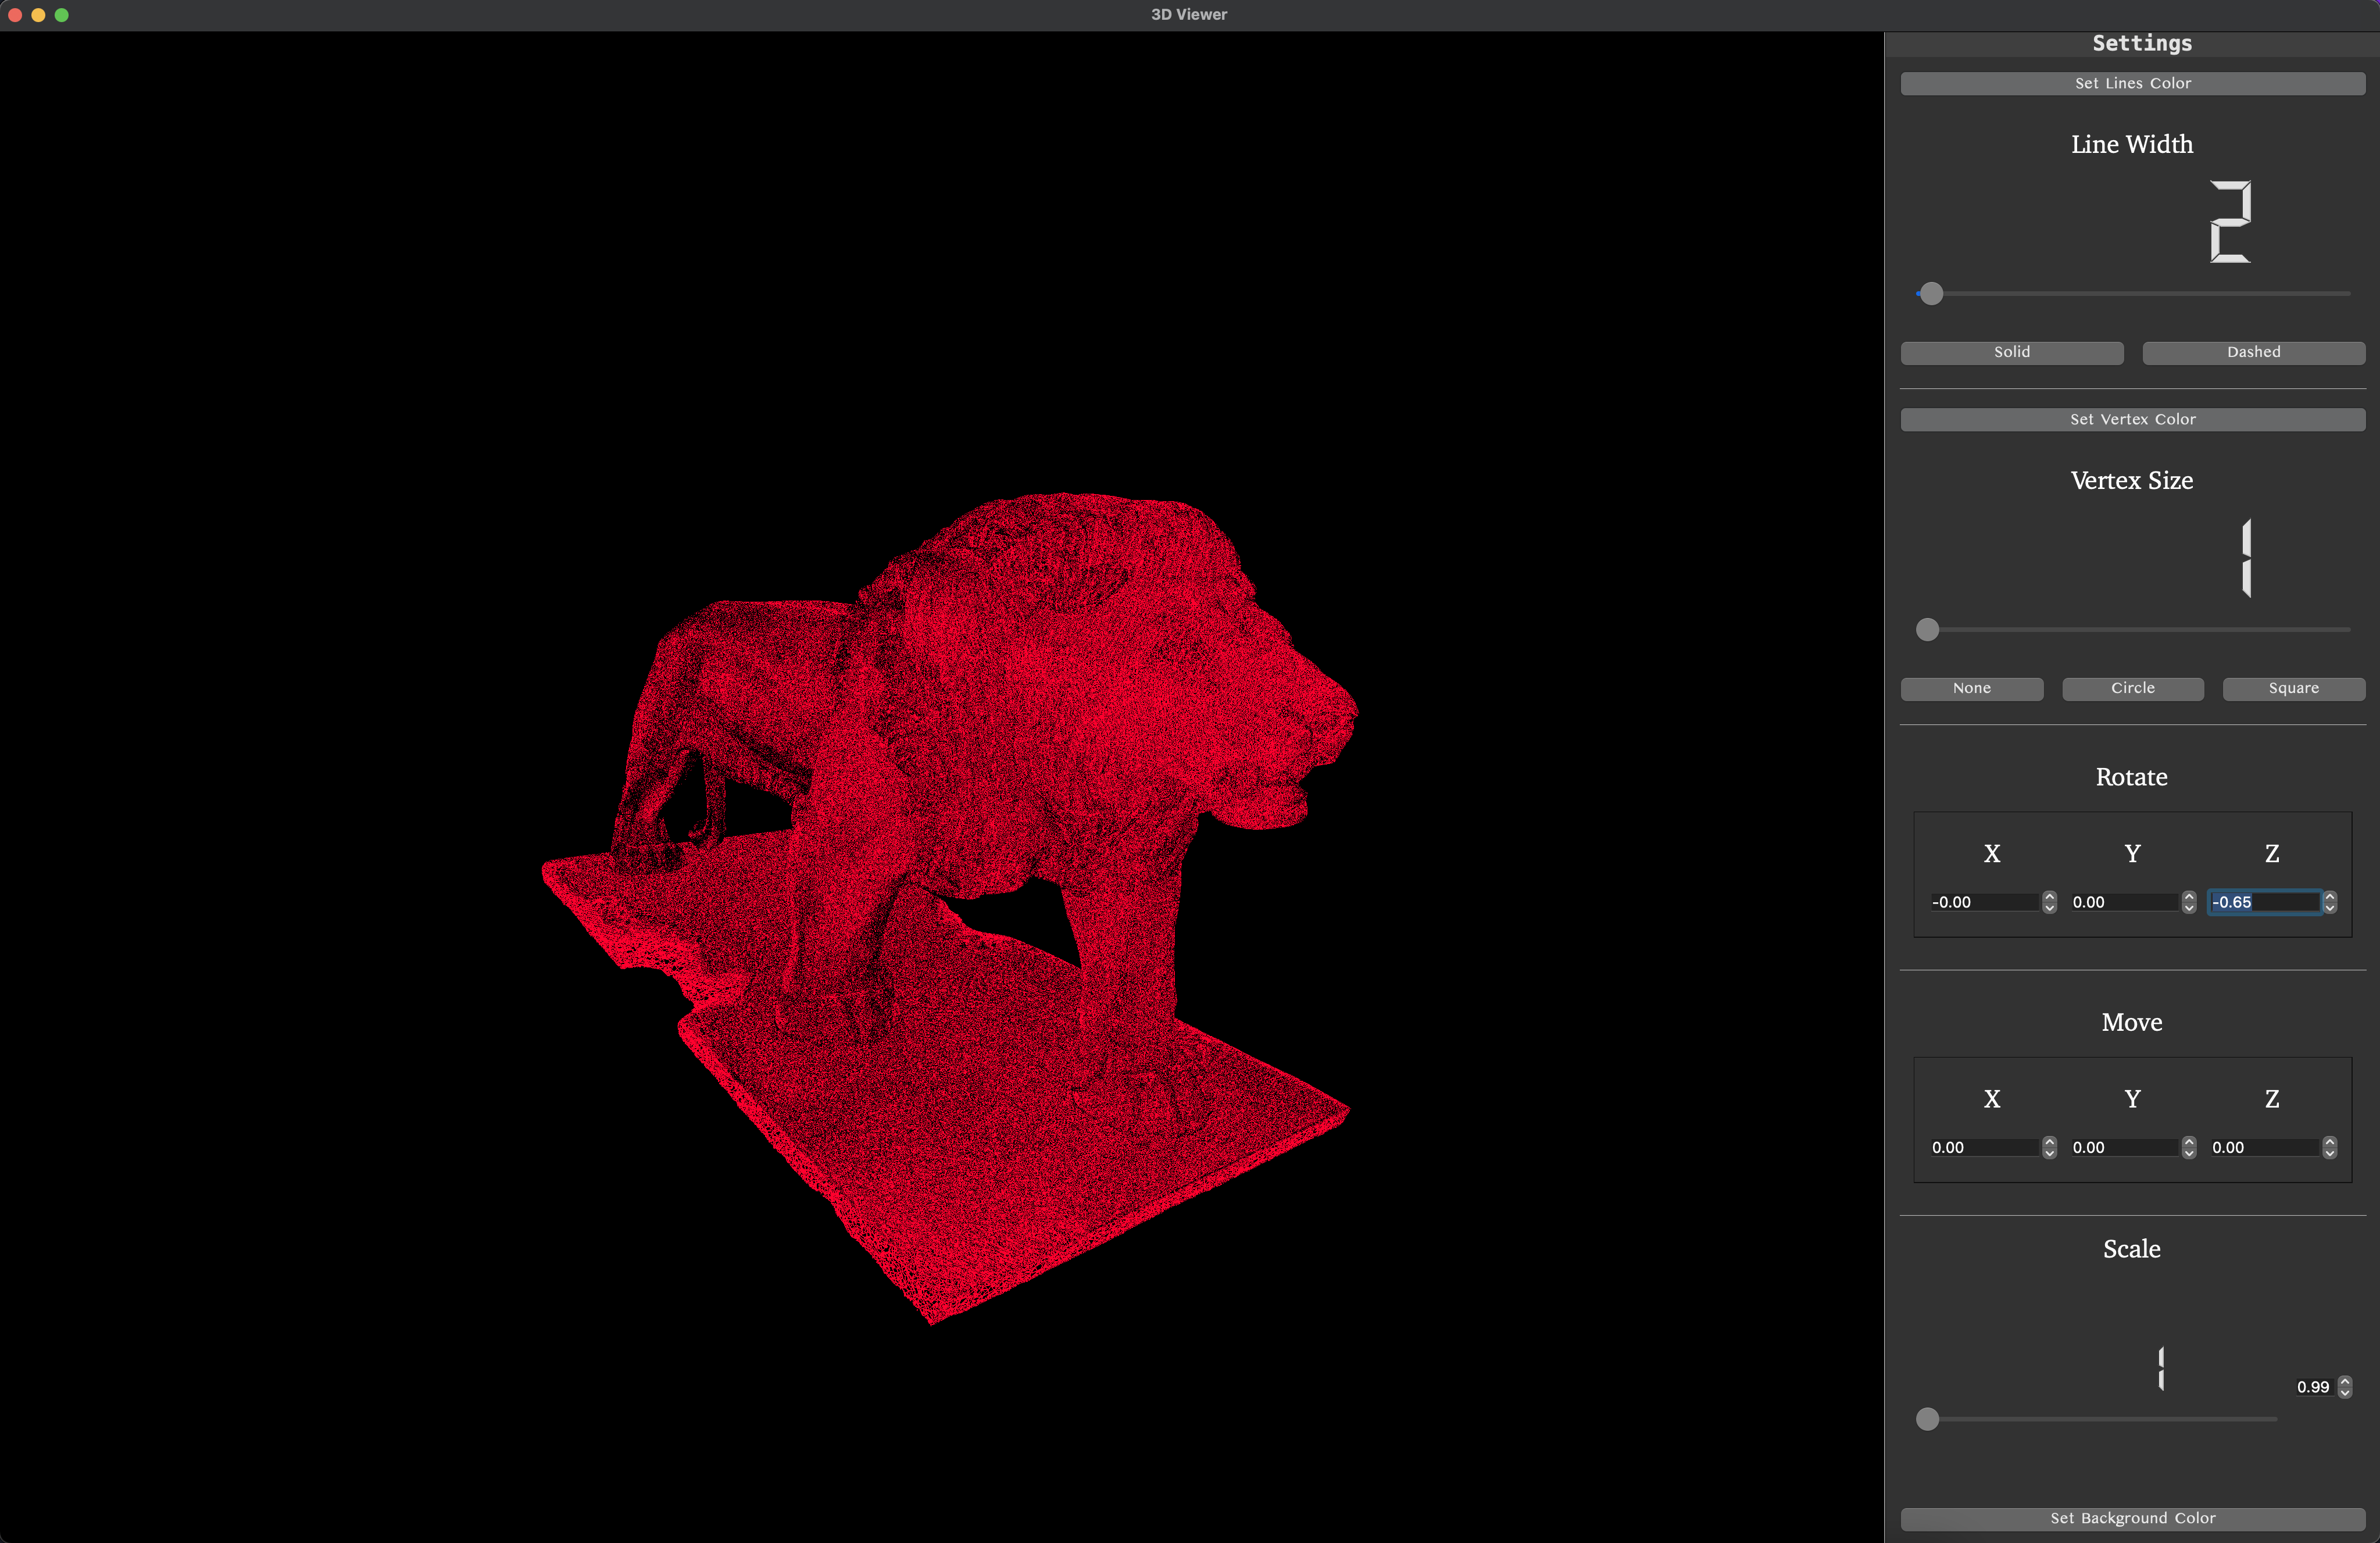 3D Viewer
Settings
Set Lines Color
Line Width
2
Solid Dashed
Set Vertex Color
Vertex Size
1
None Circle Square
Rotate
X Y Z
-0.00 0.00 -0.65
Move
X Y Z
0.00 0.00 0.00
Scale
1
0.99
Set Background Color